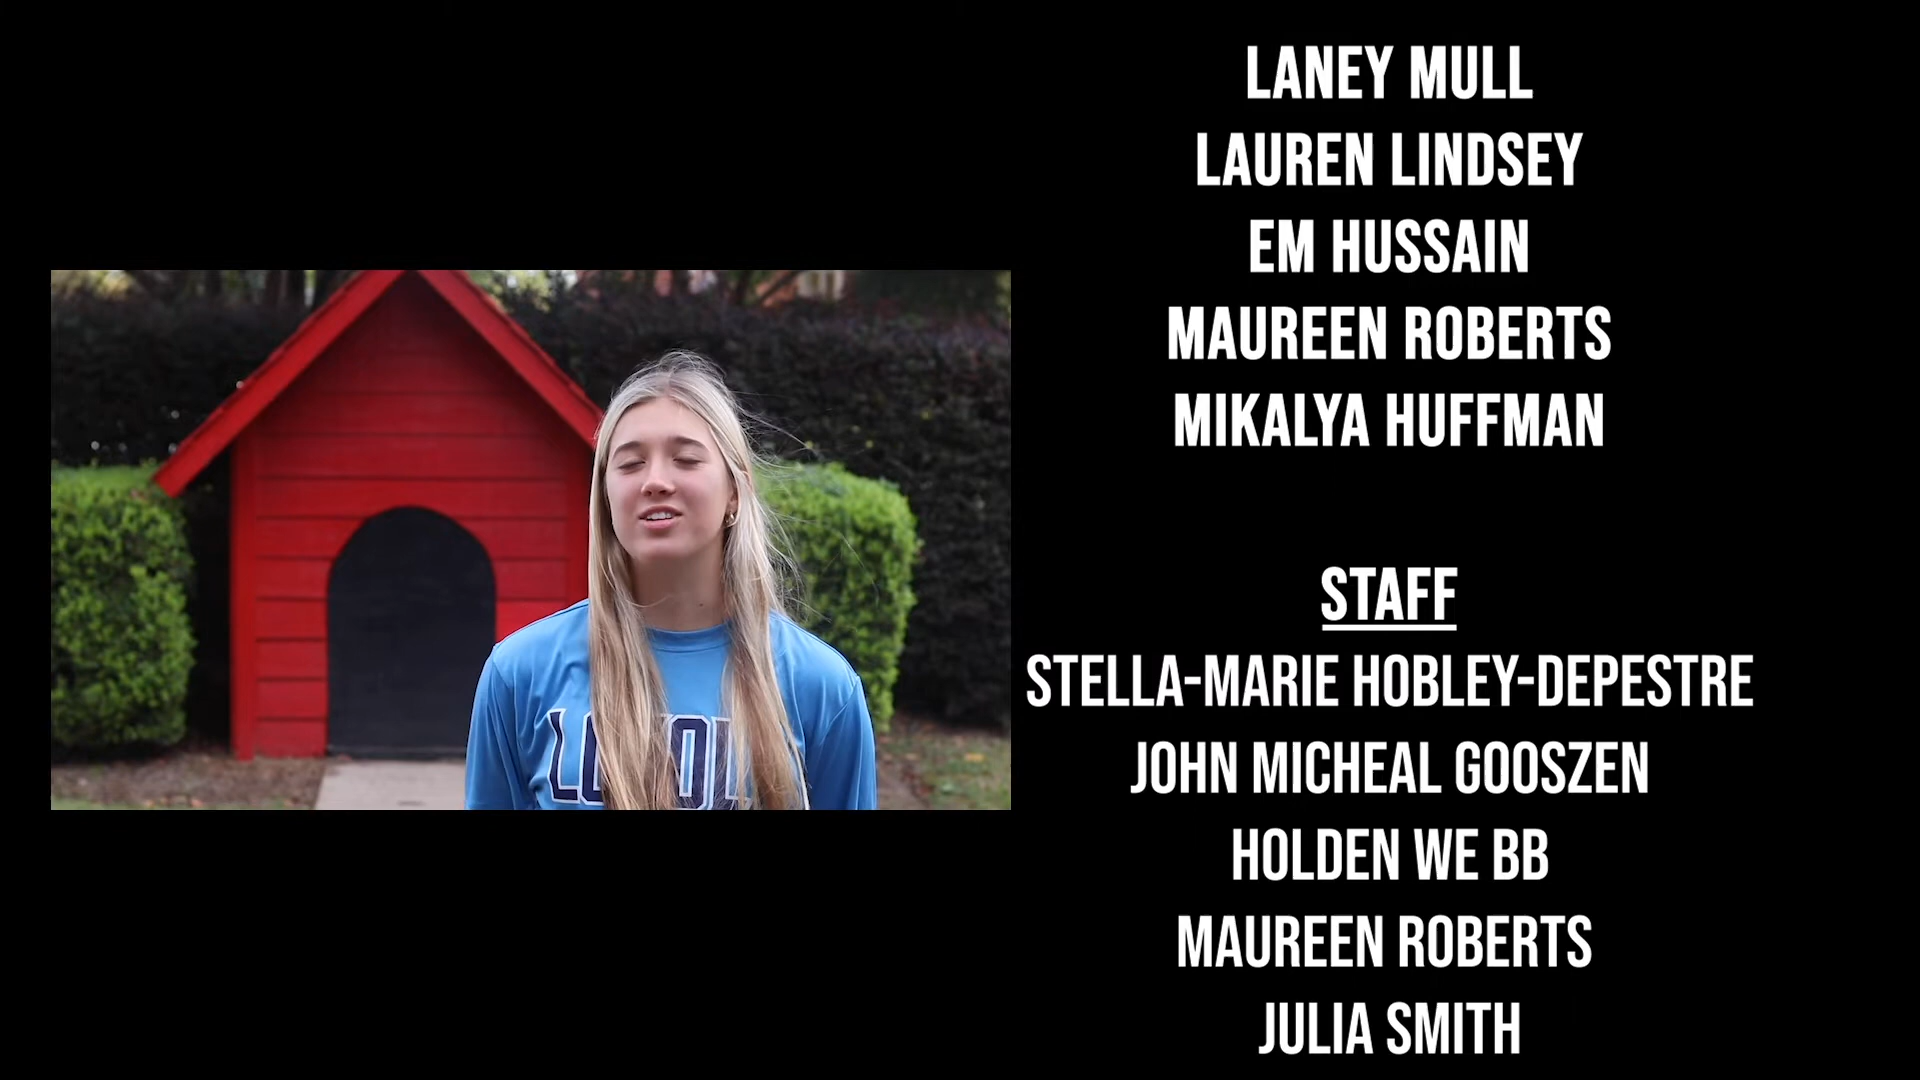 LANEY MULL
LAUREN LINDSEY
EM HUSSAIN
MAUREEN ROBERTS
MIKALYA HUFFMAN
STAFF
STELLA-MARIE HOBLEY-DEPESTRE
JOHN MICHEAL GOOSZEN
HOLDEN WE BB
MAUREEN ROBERTS
JULIA SMITH